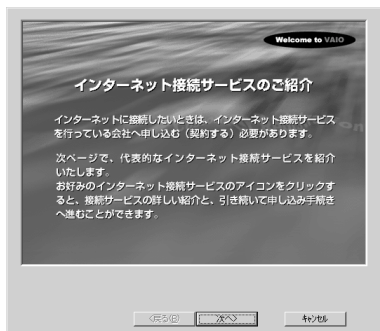 Welcome to VAIO
インターネット接続サービスのご紹介
インターネットに接続したいときは、インターネット接続サービス
を行っている会社へ申し込む（契約する）必要があります。
次ページで、代表的なインターネット接続サービスを紹介
いたします。
お好みのインターネット接続サービスのアイコンをクリックす
ると、接続サービスの詳しい紹介と、引き続いて申し込み手続き
へ進むことができます。
<戻る(B)
次へ>
キャンセル